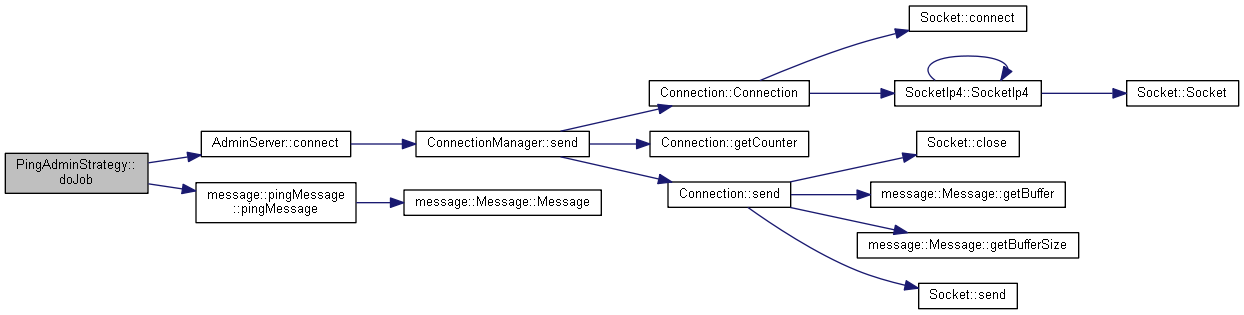 PingAdminStrategy::
doJob
AdminServer::connect
message::pingMessage
::pingMessage
ConnectionManager::send
message::Message::Message
Connection::Connection
Connection::getCounter
Connection::send
Socket::connect
SocketIp4::SocketIp4
Socket::Socket
Socket::close
message::Message::getBuffer
message::Message::getBufferSize
Socket::send